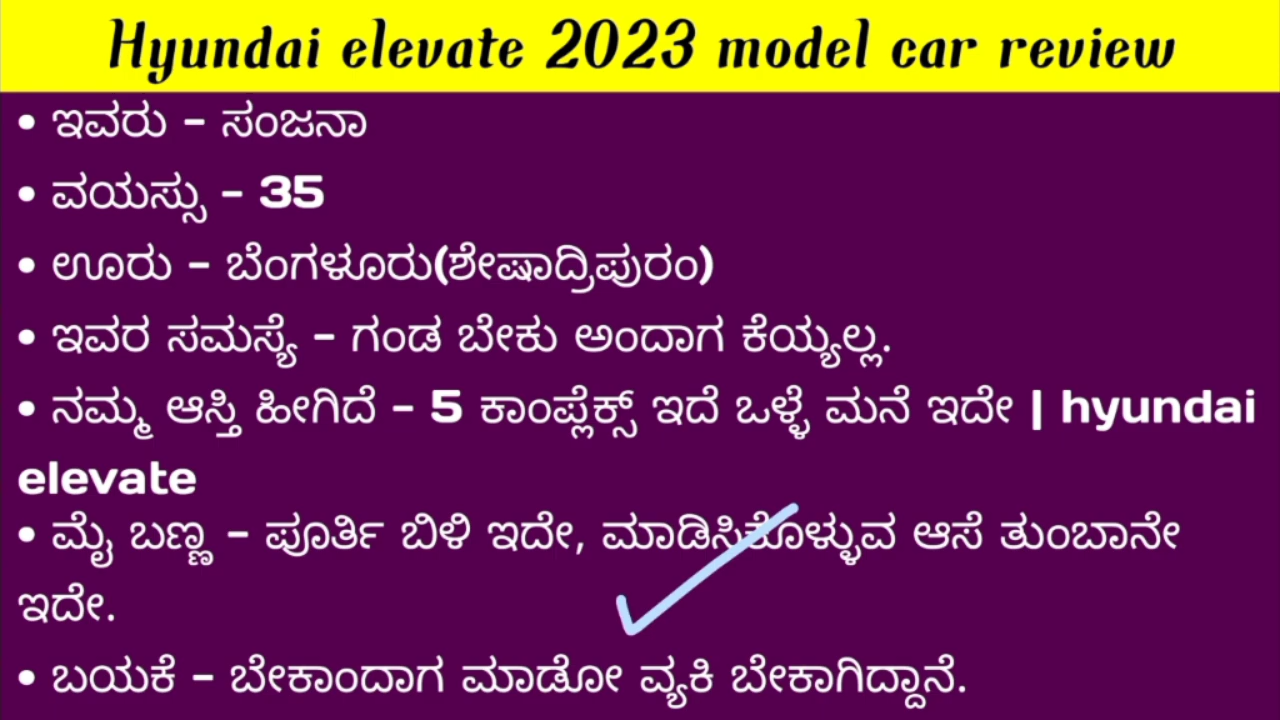 Hyundai elevate 2023 model car review
• ಇವರು - ಸಂಜನಾ
• ವಯಸ್ಸು - 35
• ಊರು - ಬೆಂಗಳೂರು(ಶೇಷಾದ್ರಿಪುರಂ)
• ಇವರ ಸಮಸ್ಯೆ - ಗಂಡ ಬೇಕು ಅಂದಾಗ ಕೆಯ್ಯಲ್ಲ.
• ನಮ್ಮ ಆಸ್ತಿ ಹೀಗಿದೆ - 5 ಕಾಂಪ್ಲೆಕ್ಸ್ ಇದೆ ಒಳ್ಳೆ ಮನೆ ಇದೇ | hyundai
elevate
• ಮೈ ಬಣ್ಣ - ಪೂರ್ತಿ ಬಿಳಿ ಇದೇ, ಮಾಡಿಸಿಕೊಳ್ಳುವ ಆಸೆ ತುಂಬಾನೇ
ಇದೇ.
• ಬಯಕೆ - ಬೇಕಾಂದಾಗ ಮಾಡೋ ವ್ಯಕಿ ಬೇಕಾಗಿದ್ದಾನೆ.